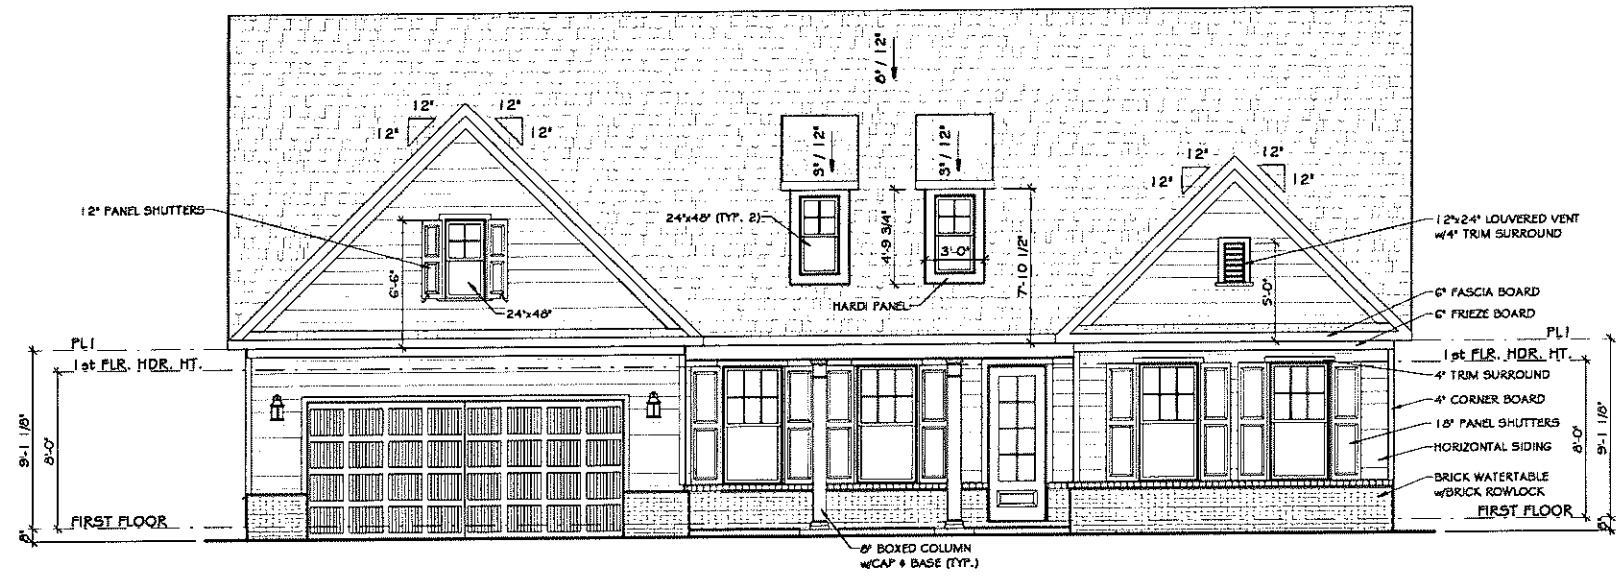 8" / 12"
12"
12"
12"
12"
3" / 12"
3" / 12"
12"
12"
12"
12"
12" PANEL SHUTTERS
24"x48" (TYP. 2)
4'-9 3/4"
3'-0"
7'-10 1/2"
12"x24" LOUVERED VENT
w/4" TRIM SURROUND
6'-6"
5'-0"
24"x48"
HARDI PANEL
6" FASCIA BOARD
6" FRIEZE BOARD
PL1
1st FLR. HDR. HT.
PL1
1st FLR. HDR. HT.
4" TRIM SURROUND
4" CORNER BOARD
18" PANEL SHUTTERS
HORIZONTAL SIDING
BRICK WATERTABLE
w/BRICK ROWLOCK
9'-1 1/8"
8'-0"
8'-0"
9'-1 1/8"
FIRST FLOOR
FIRST FLOOR
8"
8"
8" BOXED COLUMN
w/CAP & BASE (TYP.)